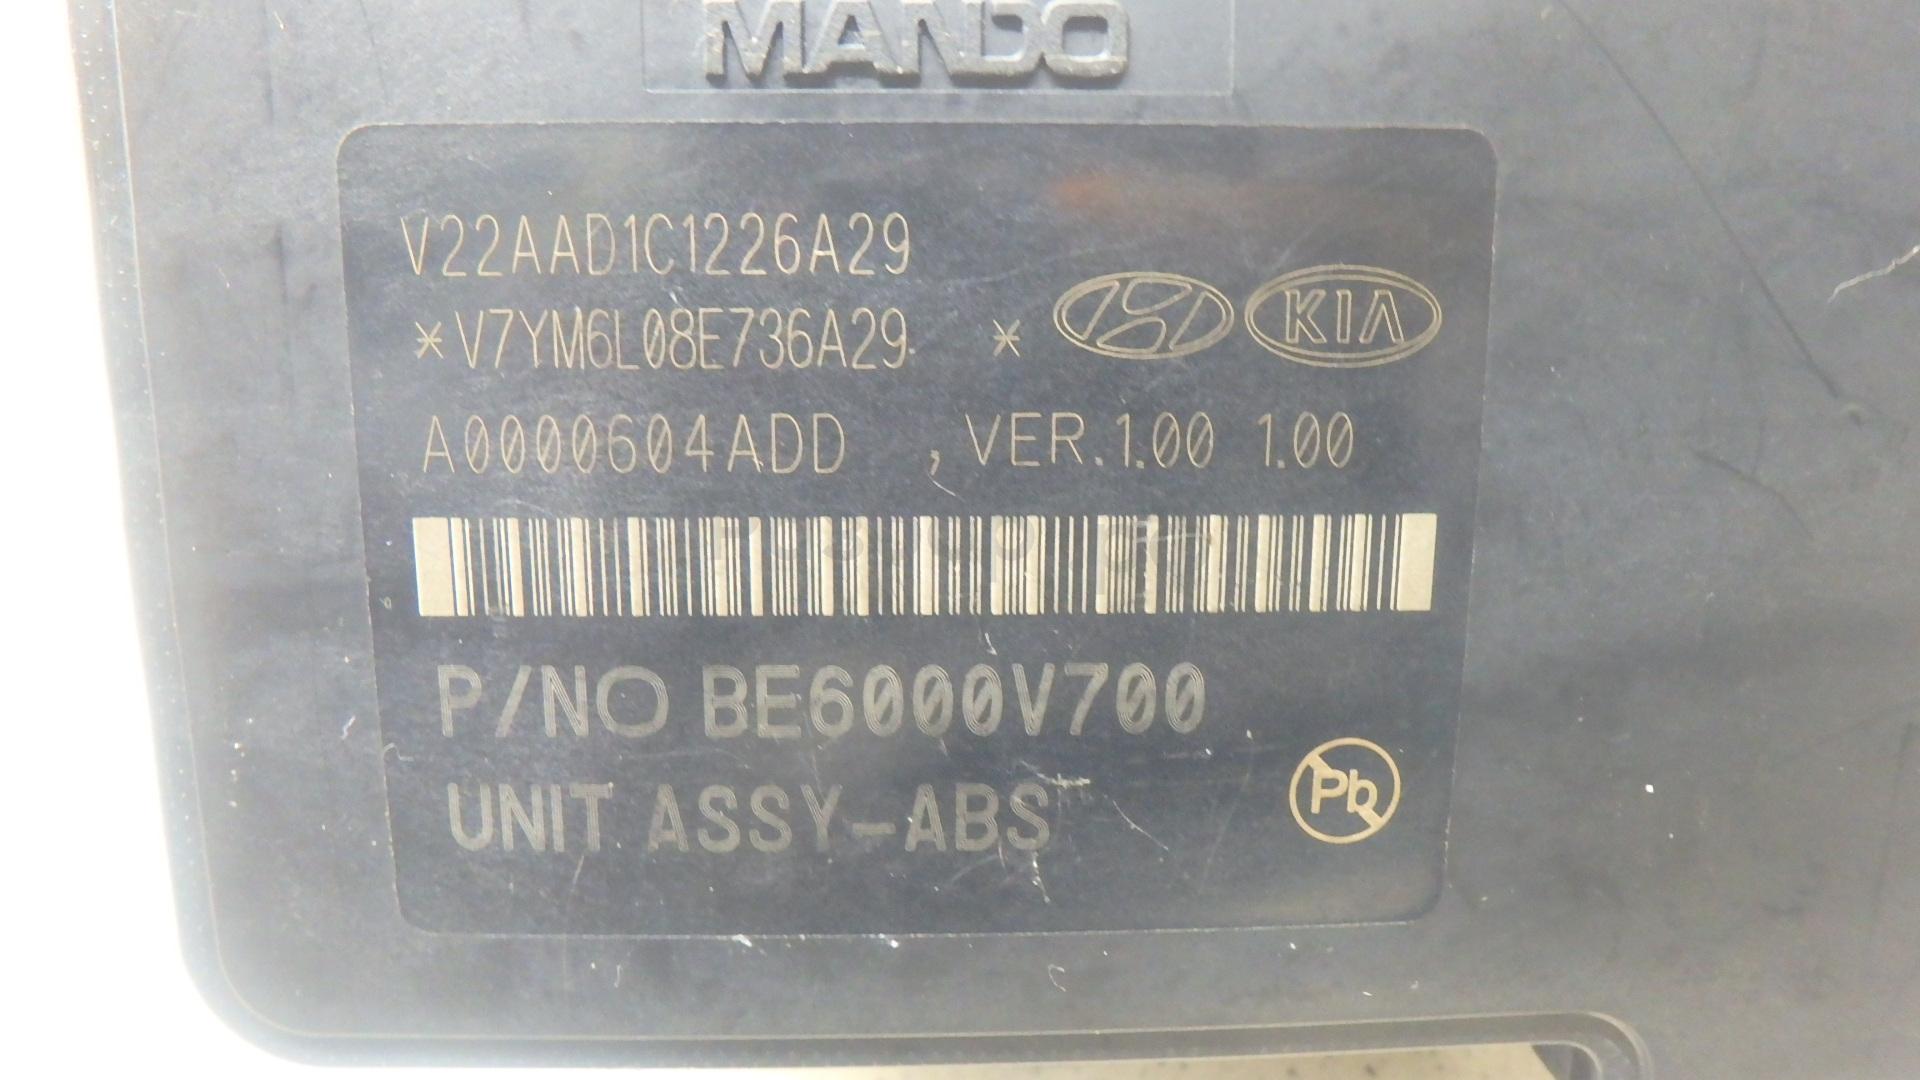 MANDO
V22AAD1C1226A29
*V7YM6L08E736A29 *
KIA
A0000604ADD , VER.1.00 1.00
P/NO BE6000V700
UNIT ASSY-ABS
Pb